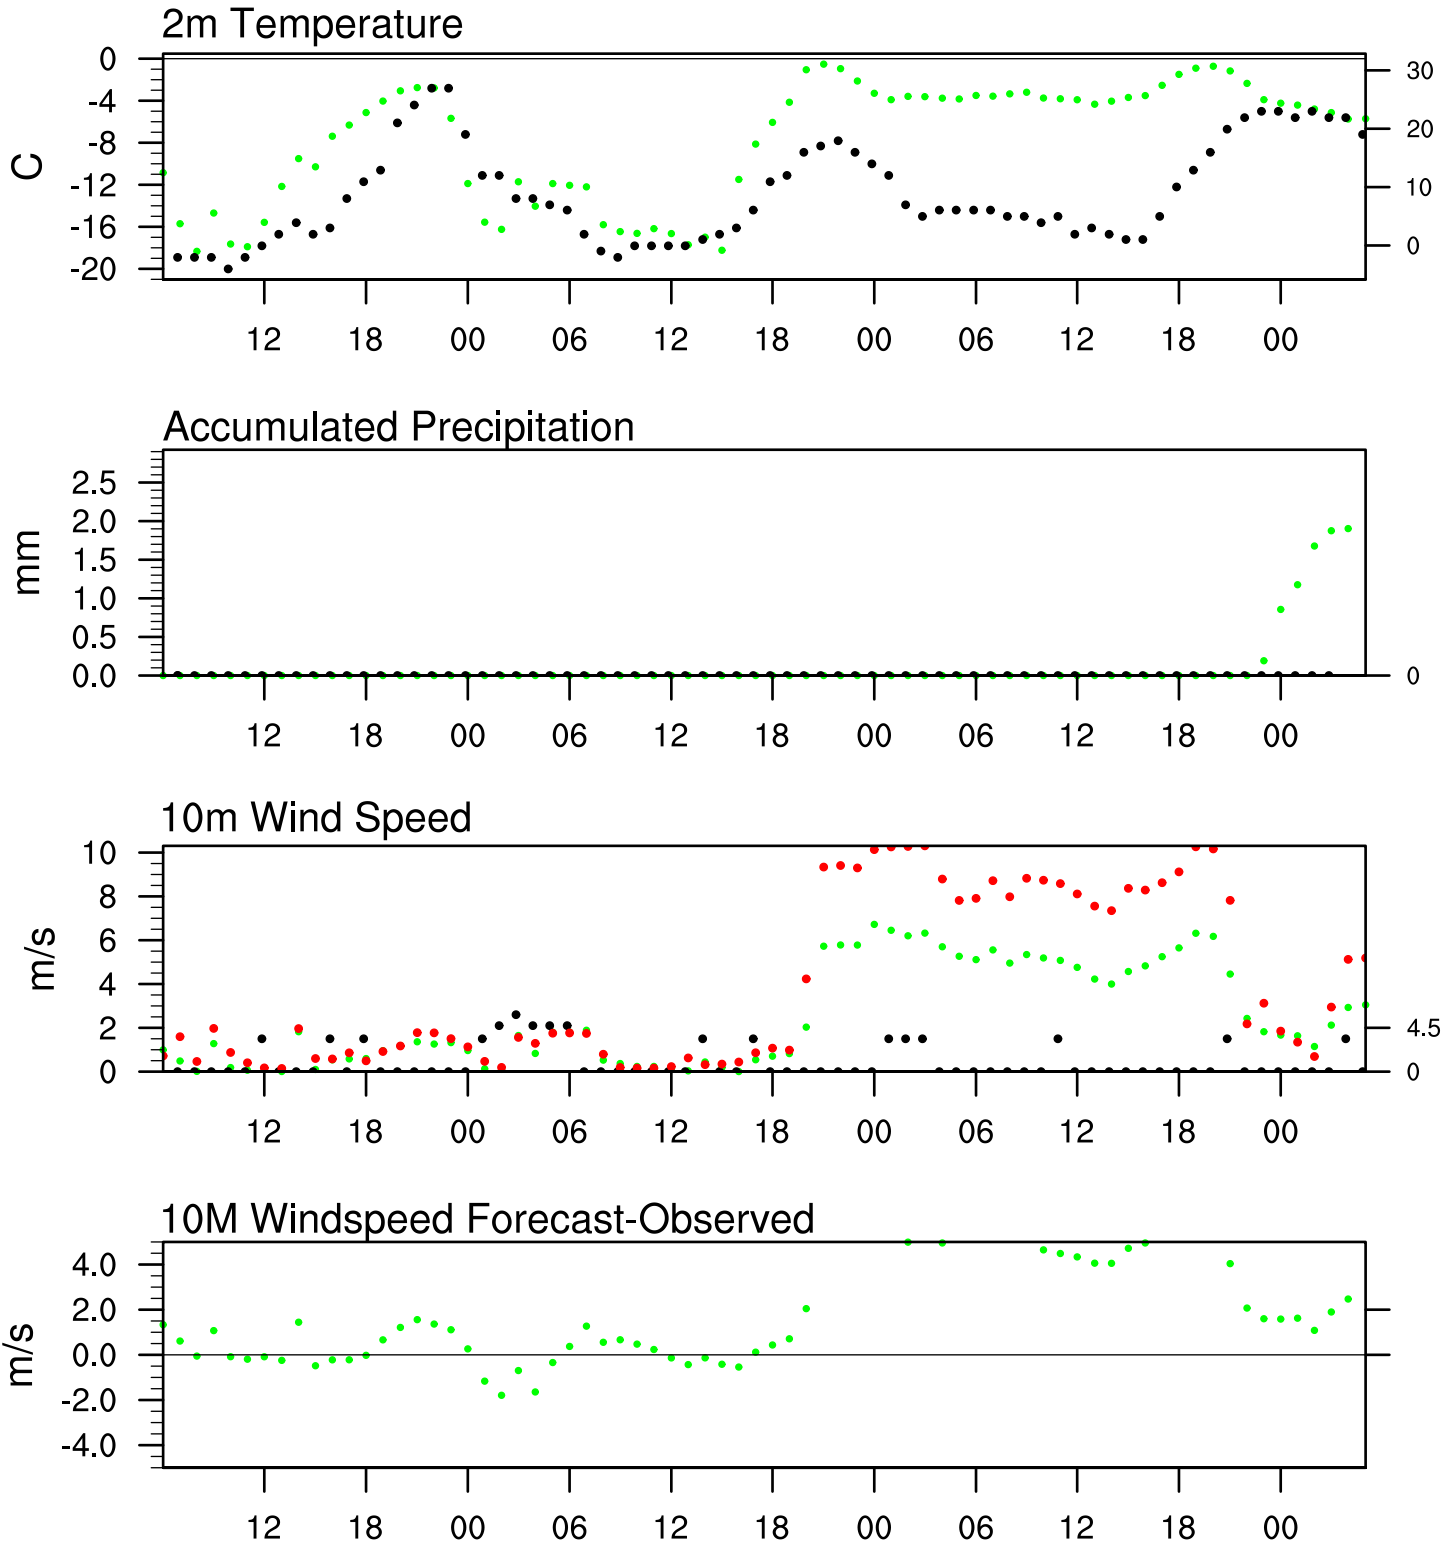 2m Temperature
0
-4
-8
-12
-16
-20
C
30
20
10
0
12 18 00 06 12 18 00 06 12 18 00
Accumulated Precipitation
2.5
2.0
1.5
1.0
0.5
0.0
mm
0
12 18 00 06 12 18 00 06 12 18 00
10m Wind Speed
10
8
6
4
2
0
m/s
4.5
0
12 18 00 06 12 18 00 06 12 18 00
10M Windspeed Forecast-Observed
4.0
2.0
0.0
-2.0
-4.0
m/s
12 18 00 06 12 18 00 06 12 18 00